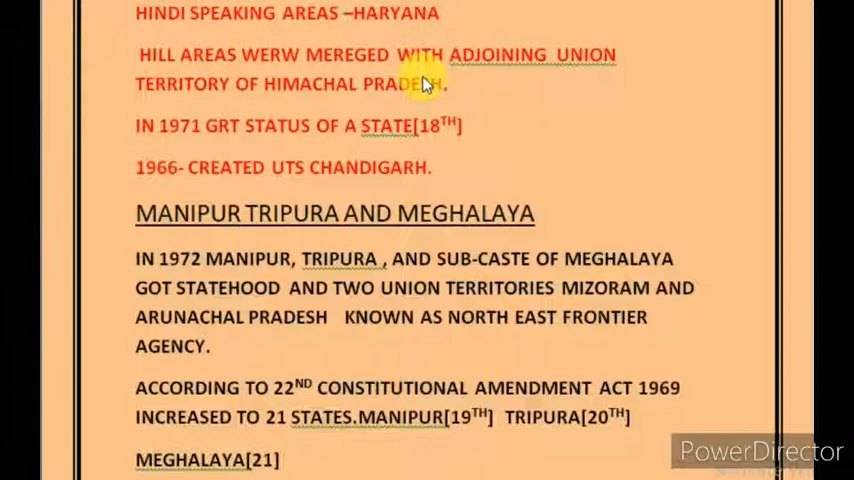 HINDI SPEAKING AREAS –HARYANA
HILL AREAS WERW MEREGED WITH ADJOINING UNION
TERRITORY OF HIMACHAL PRADESH.
IN 1971 GRT STATUS OF A STATE[18TH]
1966- CREATED UTS CHANDIGARH.
MANIPUR TRIPURA AND MEGHALAYA
IN 1972 MANIPUR, TRIPURA , AND SUB-CASTE OF MEGHALAYA
GOT STATEHOOD AND TWO UNION TERRITORIES MIZORAM AND
ARUNACHAL PRADESH KNOWN AS NORTH EAST FRONTIER
AGENCY.
ACCORDING TO 22ND CONSTITUTIONAL AMENDMENT ACT 1969
INCREASED TO 21 STATES.MANIPUR[19TH] TRIPURA[20TH]
MEGHALAYA[21]
PowerDirector